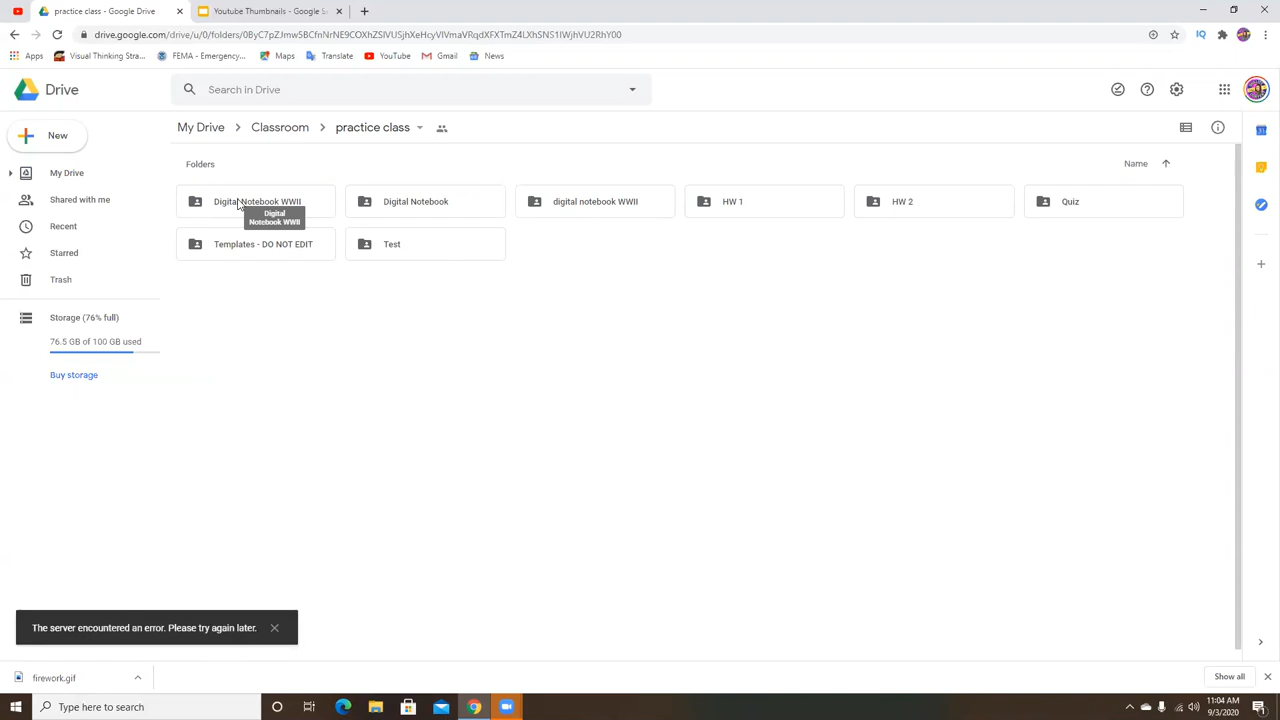 practice class - Google Drive
Youtube Thumbnails - Google S
drive.google.com/drive/u/0/folders/
Apps
Visual Thinking Stra...
FEMA - Emergency...
Maps
Translate
YouTube
Gmail
News
Drive
Search in Drive
New
My Drive > Classroom > practice class
My Drive
Shared with me
Recent
Starred
Trash
Storage (76% full)
76.5 GB of 100 GB used
Buy storage
Folders
Name
Digital Notebook WWII
Digital Notebook
digital notebook WWII
HW 1
HW 2
Quiz
Digital
Notebook WWII
Templates - DO NOT EDIT
Test
The server encountered an error. Please try again later.
firework.gif
Show all
Type here to search
11:04 AM
9/3/2020